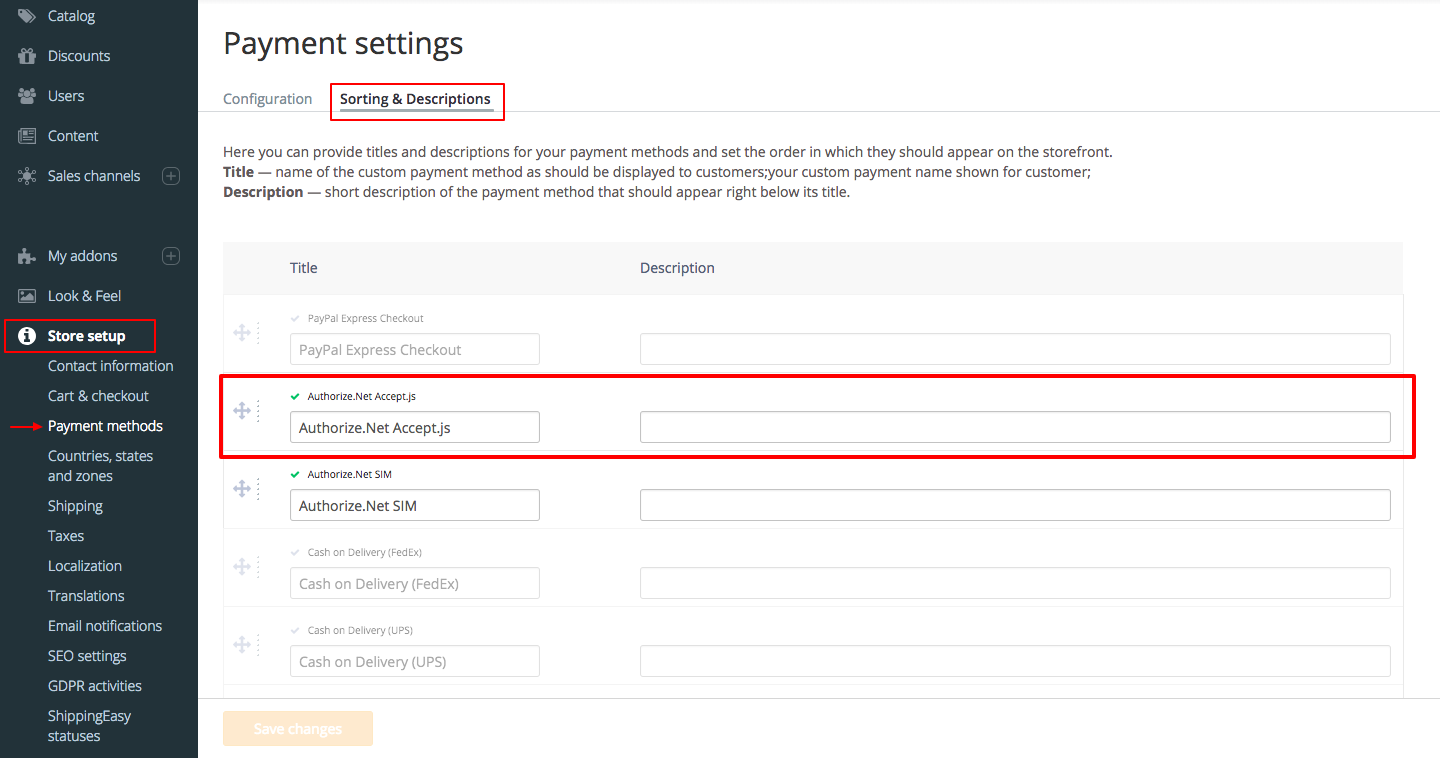 Catalog
Discounts
Users
Content
Sales channels
My addons
Look & Feel
Store setup
Contact information
Cart & checkout
Payment methods
Countries, states
and zones
Shipping
Taxes
Localization
Translations
Email notifications
SEO settings
GDPR activities
ShippingEasy
statuses
Payment settings
Configuration
Sorting & Descriptions
Here you can provide titles and descriptions for your payment methods and set the order in which they should appear on the storefront.
Title — name of the custom payment method as should be displayed to customers;your custom payment name shown for customer;
Description — short description of the payment method that should appear right below its title.
Title
Description
PayPal Express Checkout
PayPal Express Checkout
Authorize.Net Accept.js
Authorize.Net Accept.js
Authorize.Net SIM
Authorize.Net SIM
Cash on Delivery (FedEx)
Cash on Delivery (FedEx)
Cash on Delivery (UPS)
Cash on Delivery (UPS)
Save changes